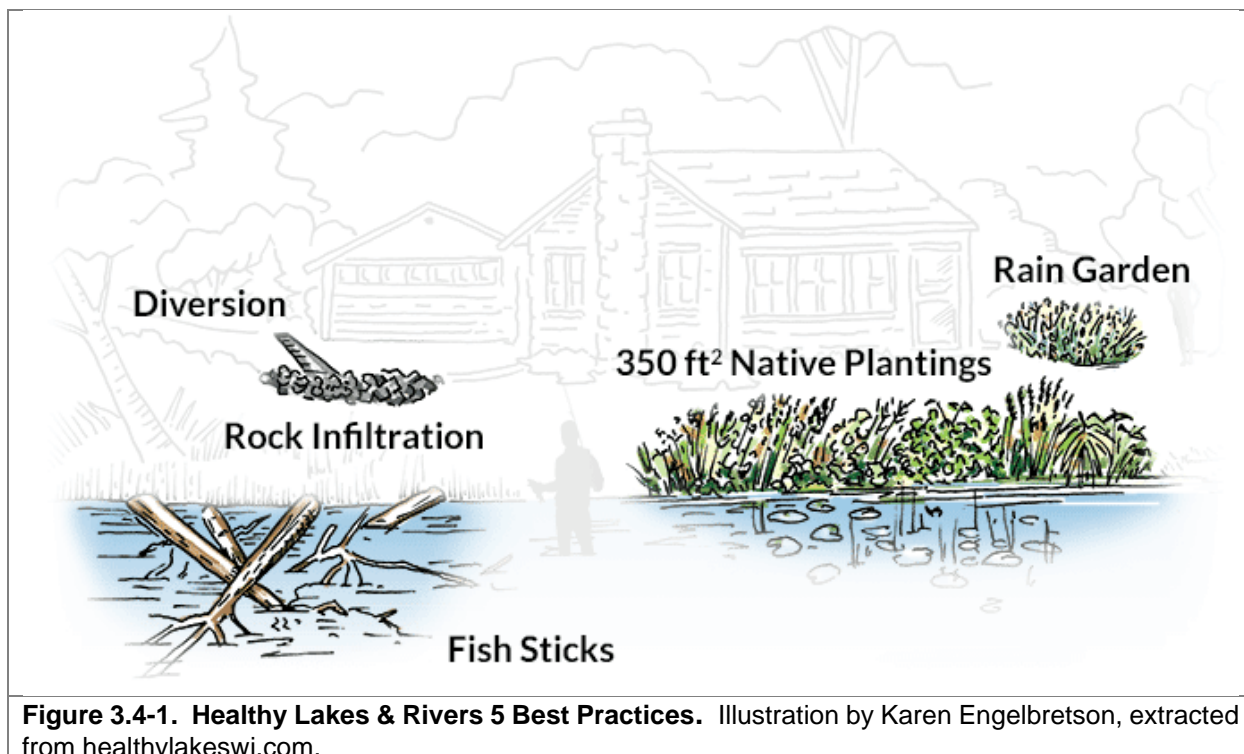 Diversion
Rain Garden
350 ft² Native Plantings
Rock Infiltration
Fish Sticks
Figure 3.4-1. Healthy Lakes & Rivers 5 Best Practices. Illustration by Karen Engelbretson, extracted
from healthylakeswi.com.